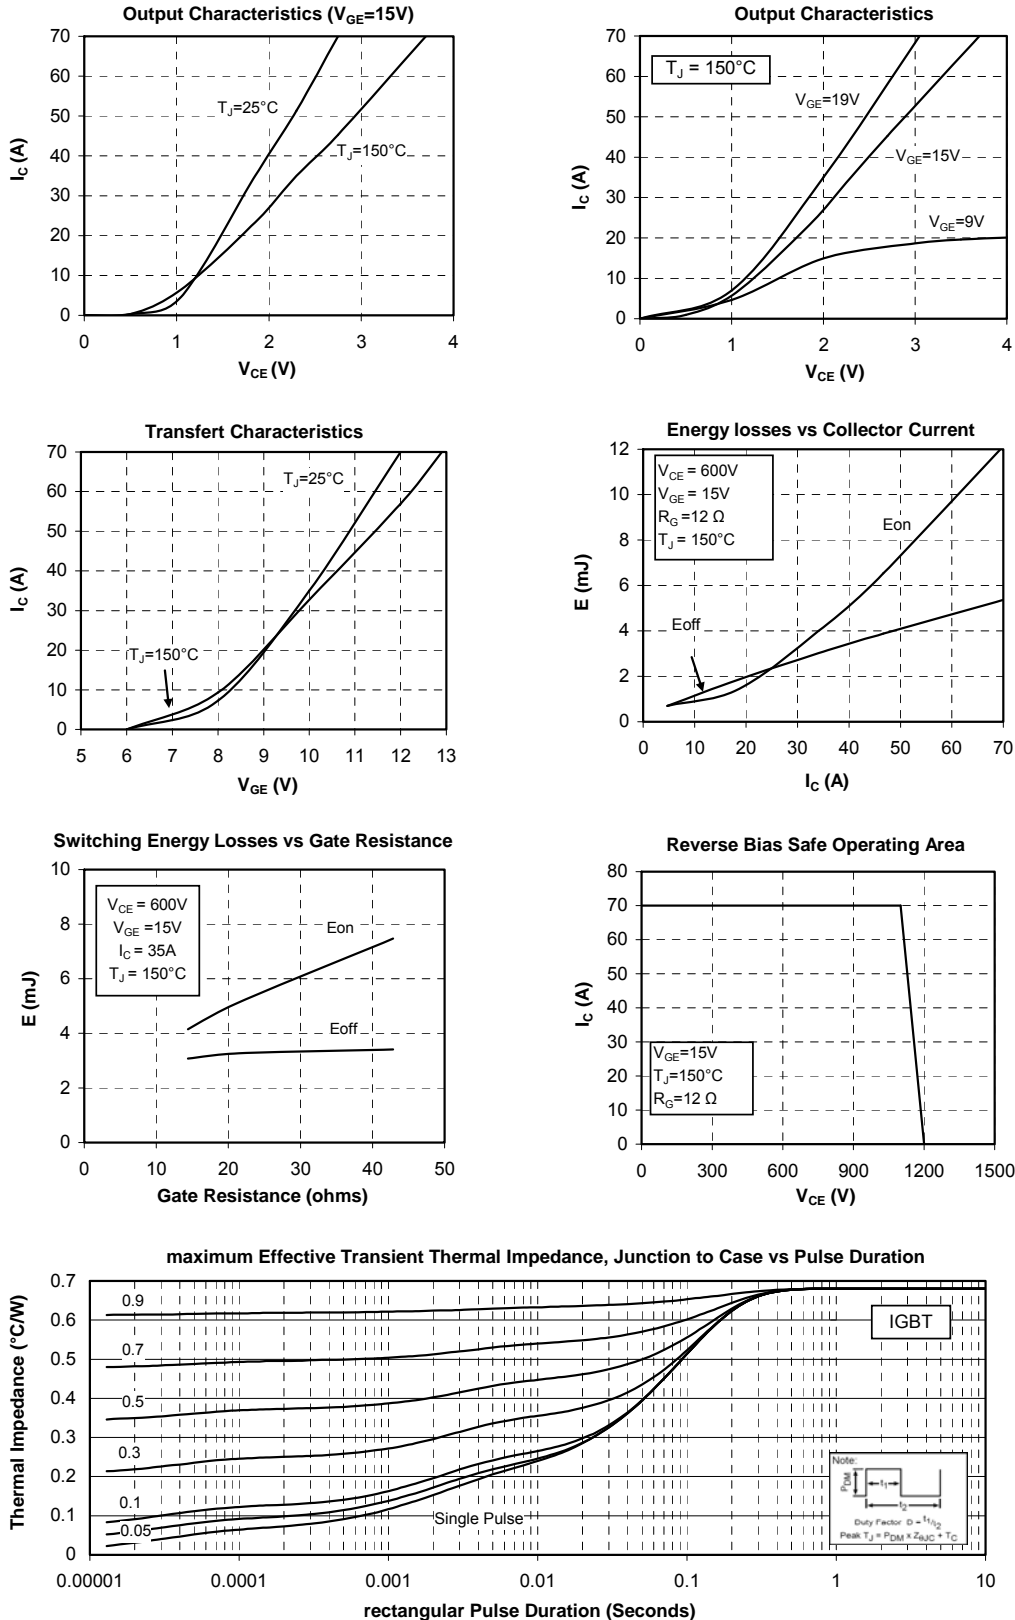 Output Characteristics (VGE=15V)
70
60
50
40
30
20
10
0
IC (A)
TJ=25°C
TJ=150°C
0 1 2 3 4
VCE (V)
Output Characteristics
70
60
50
40
30
20
10
0
IC (A)
TJ = 150°C
VGE=19V
VGE=15V
VGE=9V
0 1 2 3 4
VCE (V)
Transfert Characteristics
70
60
50
40
30
20
10
0
IC (A)
TJ=25°C
TJ=150°C
5 6 7 8 9 10 11 12 13
VGE (V)
Energy losses vs Collector Current
12
10
8
6
4
2
0
E (mJ)
VCE = 600V
VGE = 15V
RG =12 Ω
TJ = 150°C
Eon
Eoff
0 10 20 30 40 50 60 70
IC (A)
Switching Energy Losses vs Gate Resistance
10
8
6
4
2
0
E (mJ)
VCE = 600V
VGE =15V
IC = 35A
TJ = 150°C
Eon
Eoff
0 10 20 30 40 50
Gate Resistance (ohms)
Reverse Bias Safe Operating Area
80
70
60
50
40
30
20
10
0
IC (A)
VGE=15V
TJ=150°C
RG=12 Ω
0 300 600 900 1200 1500
VCE (V)
maximum Effective Transient Thermal Impedance, Junction to Case vs Pulse Duration
0.7
0.6
0.5
0.4
0.3
0.2
0.1
0
Thermal Impedance (°C/W)
0.9
0.7
0.5
0.3
0.1
0.05
Single Pulse
IGBT
Note:
PDM
t1
t2
Duty Factor D = t1/t2
Peak TJ = PDM x ZθJC + TC
0.00001 0.0001 0.001 0.01 0.1 1 10
rectangular Pulse Duration (Seconds)